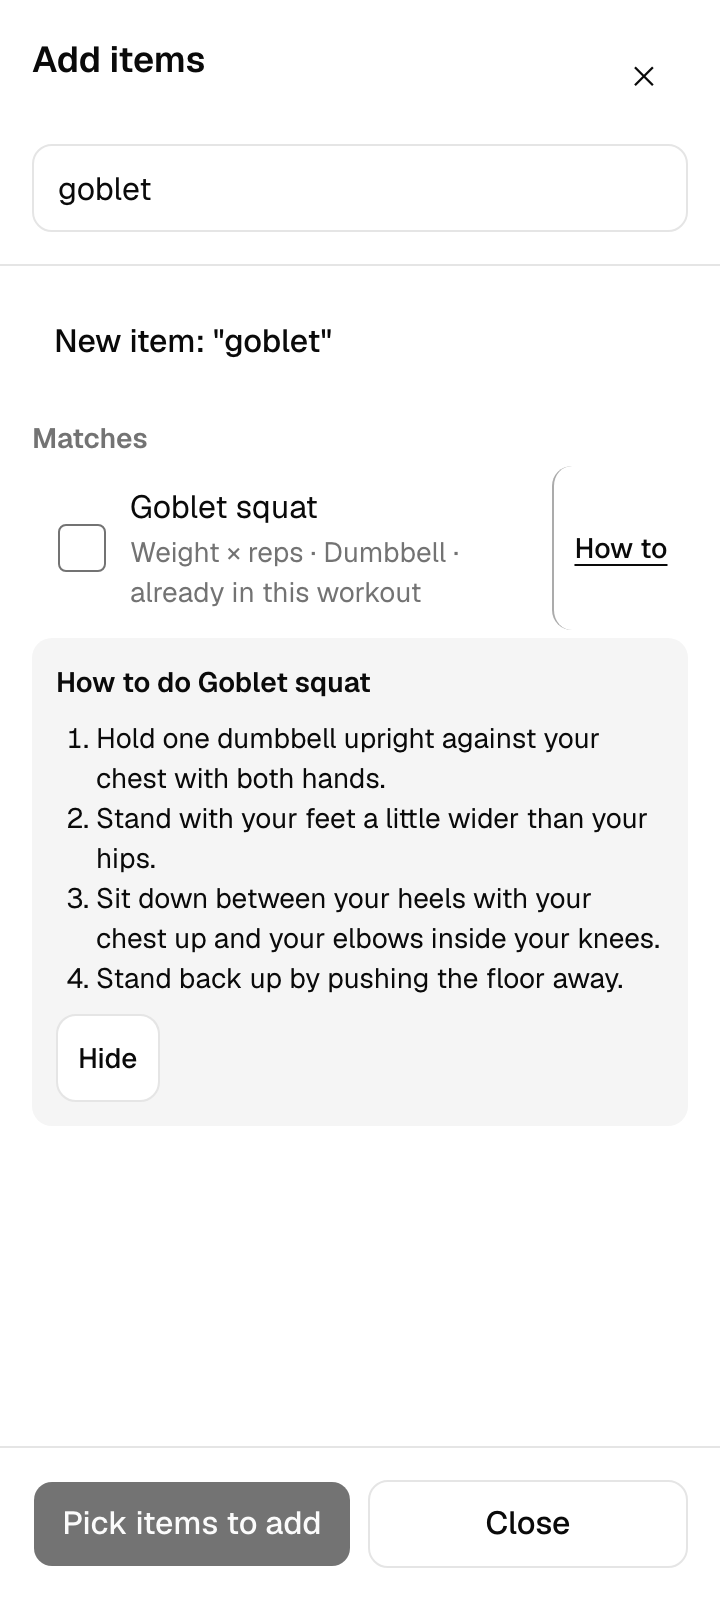 Add items
goblet
New item: "goblet"
Matches
Goblet squat
Weight × reps · Dumbbell ·
already in this workout
How to
How to do Goblet squat
1. Hold one dumbbell upright against your
chest with both hands.
2. Stand with your feet a little wider than your
hips.
3. Sit down between your heels with your
chest up and your elbows inside your knees.
4. Stand back up by pushing the floor away.
Hide
Pick items to add
Close